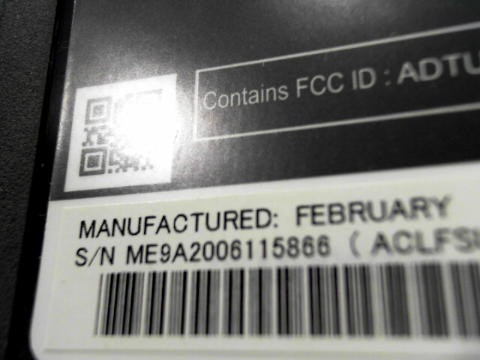 Contains FCC ID : ADTU
MANUFACTURED: FEBRUARY
S/N ME9A2006115866 ( ACLFS